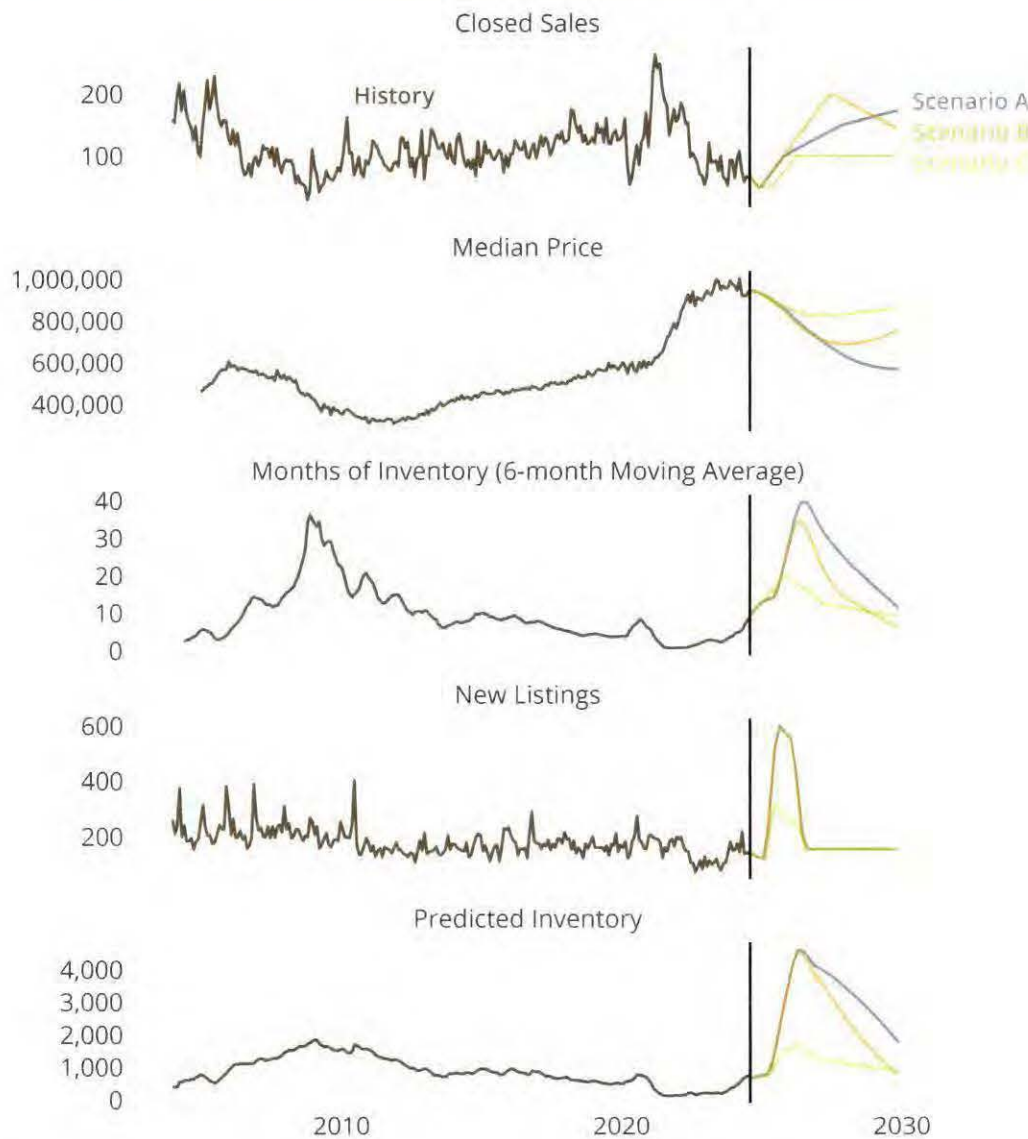 Closed Sales
200
100
History
Scenario A
Scenario B
Scenario C
Median Price
1,000,000
800,000
600,000
400,000
Months of Inventory (6-month Moving Average)
40
30
20
10
0
New Listings
600
400
200
Predicted Inventory
4,000
3,000
2,000
1,000
0
2010
2020
2030